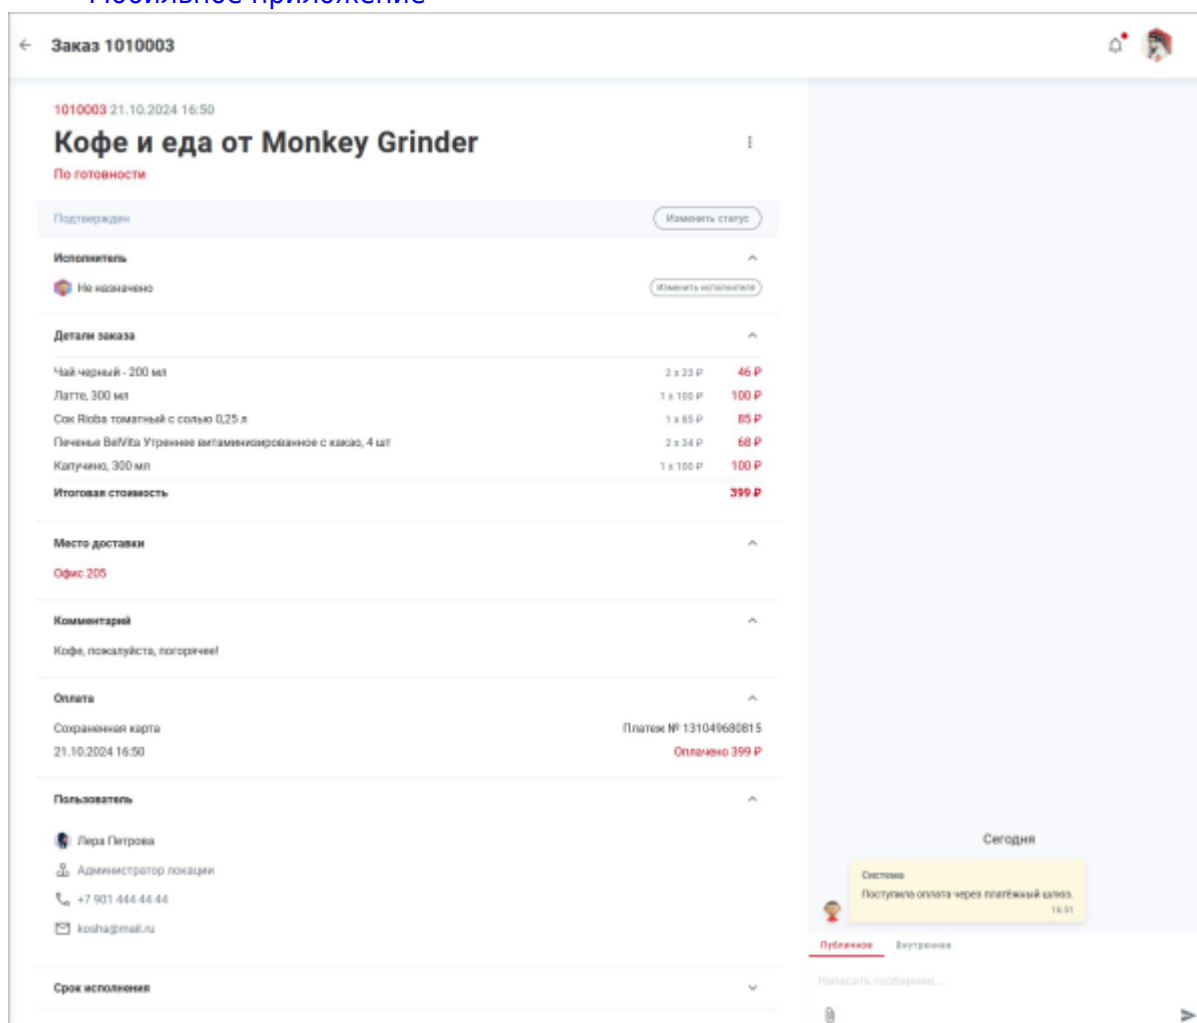 Мобильное приложение
Заказ 1010003
1010003 21.10.2024 16:50
Кофе и еда от Monkey Grinder
По готовности
Подтвержден
Изменить статус
Исполнитель
Не назначено
Изменить исполнителя
Детали заказа
Чай черный - 200 мл 2 x 23 ₽ 46 ₽
Латте, 300 мл 1 x 100 ₽ 100 ₽
Сок Rioba томатный с солью 0,25 л 1 x 85 ₽ 85 ₽
Печенье BelVita Утреннее витаминизированное с какао, 4 шт 2 x 34 ₽ 68 ₽
Капучино, 300 мл 1 x 100 ₽ 100 ₽
Итоговая стоимость 399 ₽
Место доставки
Офис 205
Комментарий
Кофе, пожалуйста, погорячее!
Оплата
Сохраненная карта Платеж № 131049680815
21.10.2024 16:50 Оплачено 399 ₽
Пользователь
Лера Петрова
Администратор локации
+7 901 444 44 44
kosha@mail.ru
Срок исполнения
Сегодня
Система
Поступила оплата через платёжный шлюз.
16:51
Публичное Внутреннее
Написать сообщение...